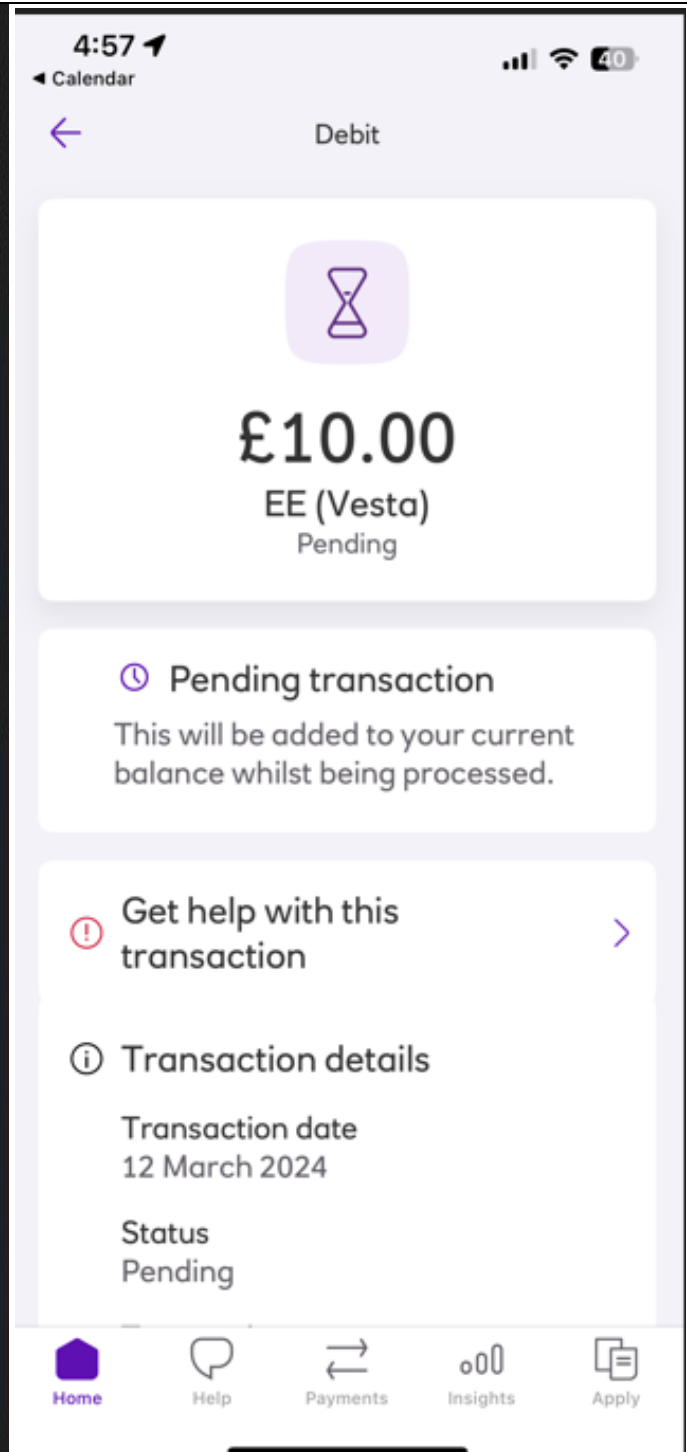 4:57
40
◀ Calendar
Debit
£10.00
EE (Vesta)
Pending
Pending transaction
This will be added to your current
balance whilst being processed.
Get help with this
transaction
Transaction details
Transaction date
12 March 2024
Status
Pending
Home Help Payments Insights Apply